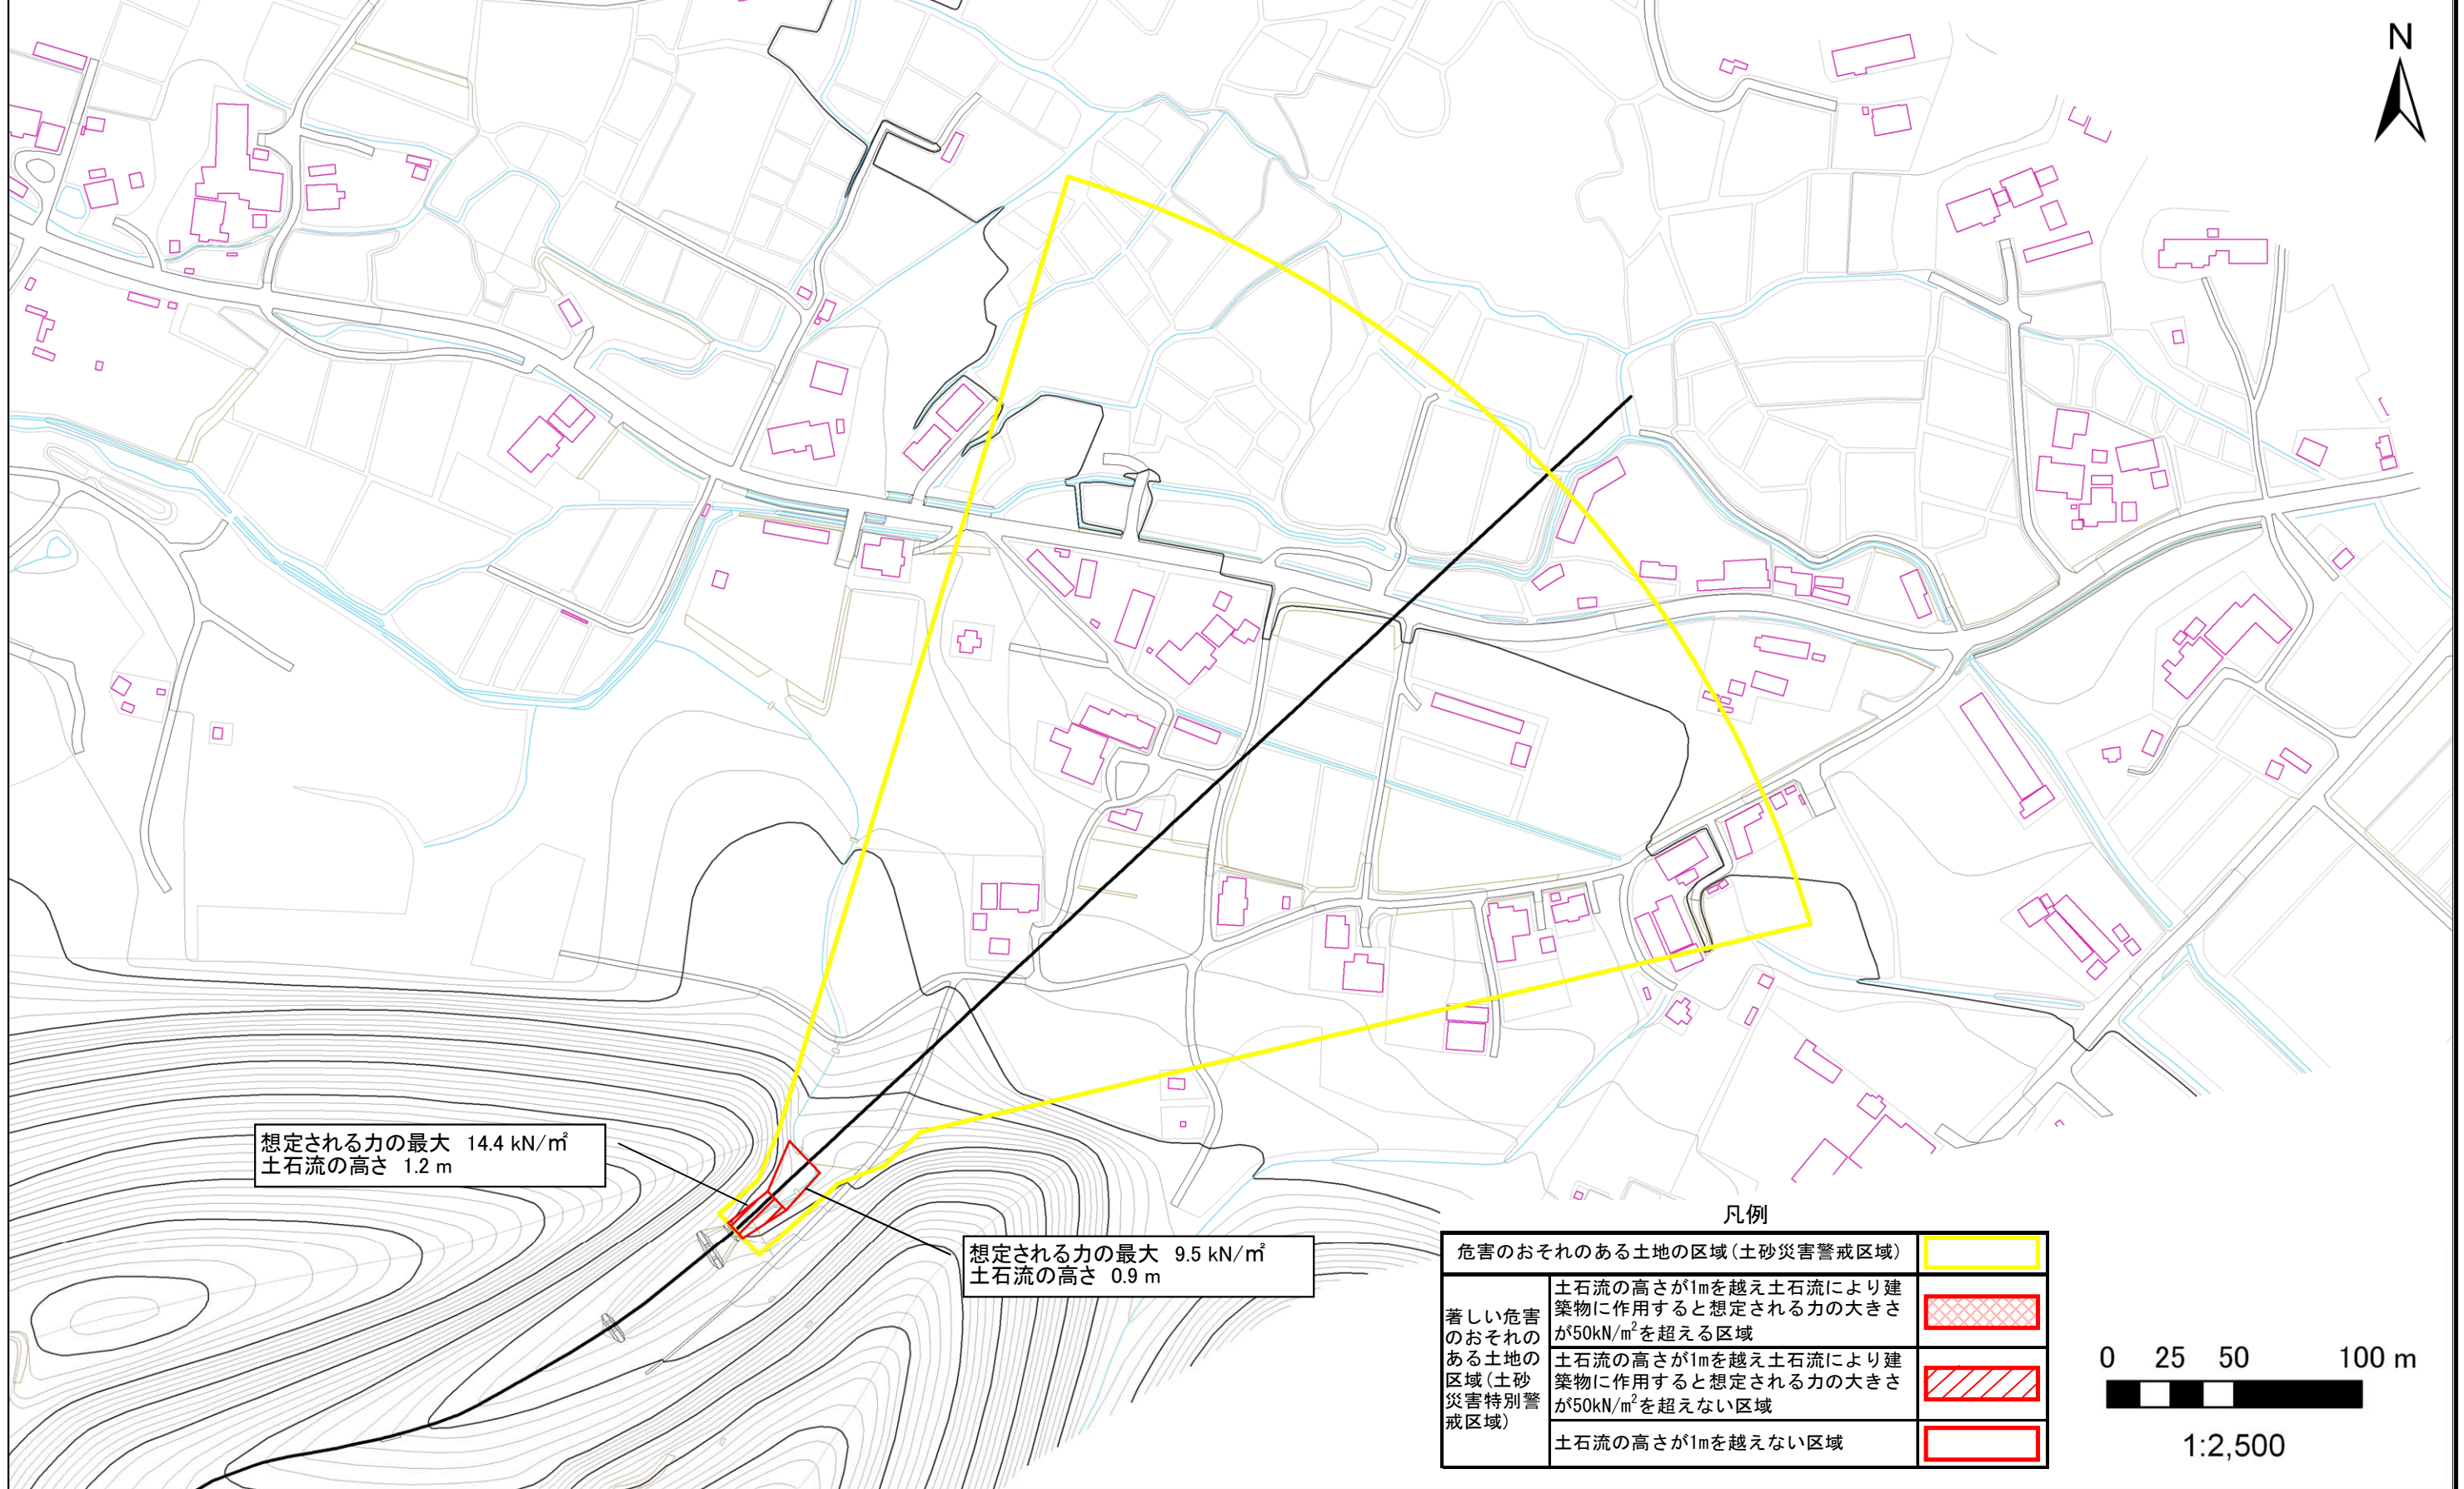 N
想定される力の最大 14.4 kN/㎡
土石流の高さ 1.2 m
想定される力の最大 9.5 kN/㎡
土石流の高さ 0.9 m
凡例
危害のおそれのある土地の区域(土砂災害警戒区域)
著しい危害
のおそれの
ある土地の
区域(土砂
災害特別警
戒区域)
土石流の高さが1mを越え土石流により建
築物に作用すると想定される力の大きさ
が50kN/m²を超える区域
土石流の高さが1mを越え土石流により建
築物に作用すると想定される力の大きさ
が50kN/m²を超えない区域
土石流の高さが1mを越えない区域
0 25 50 100 m
1:2,500